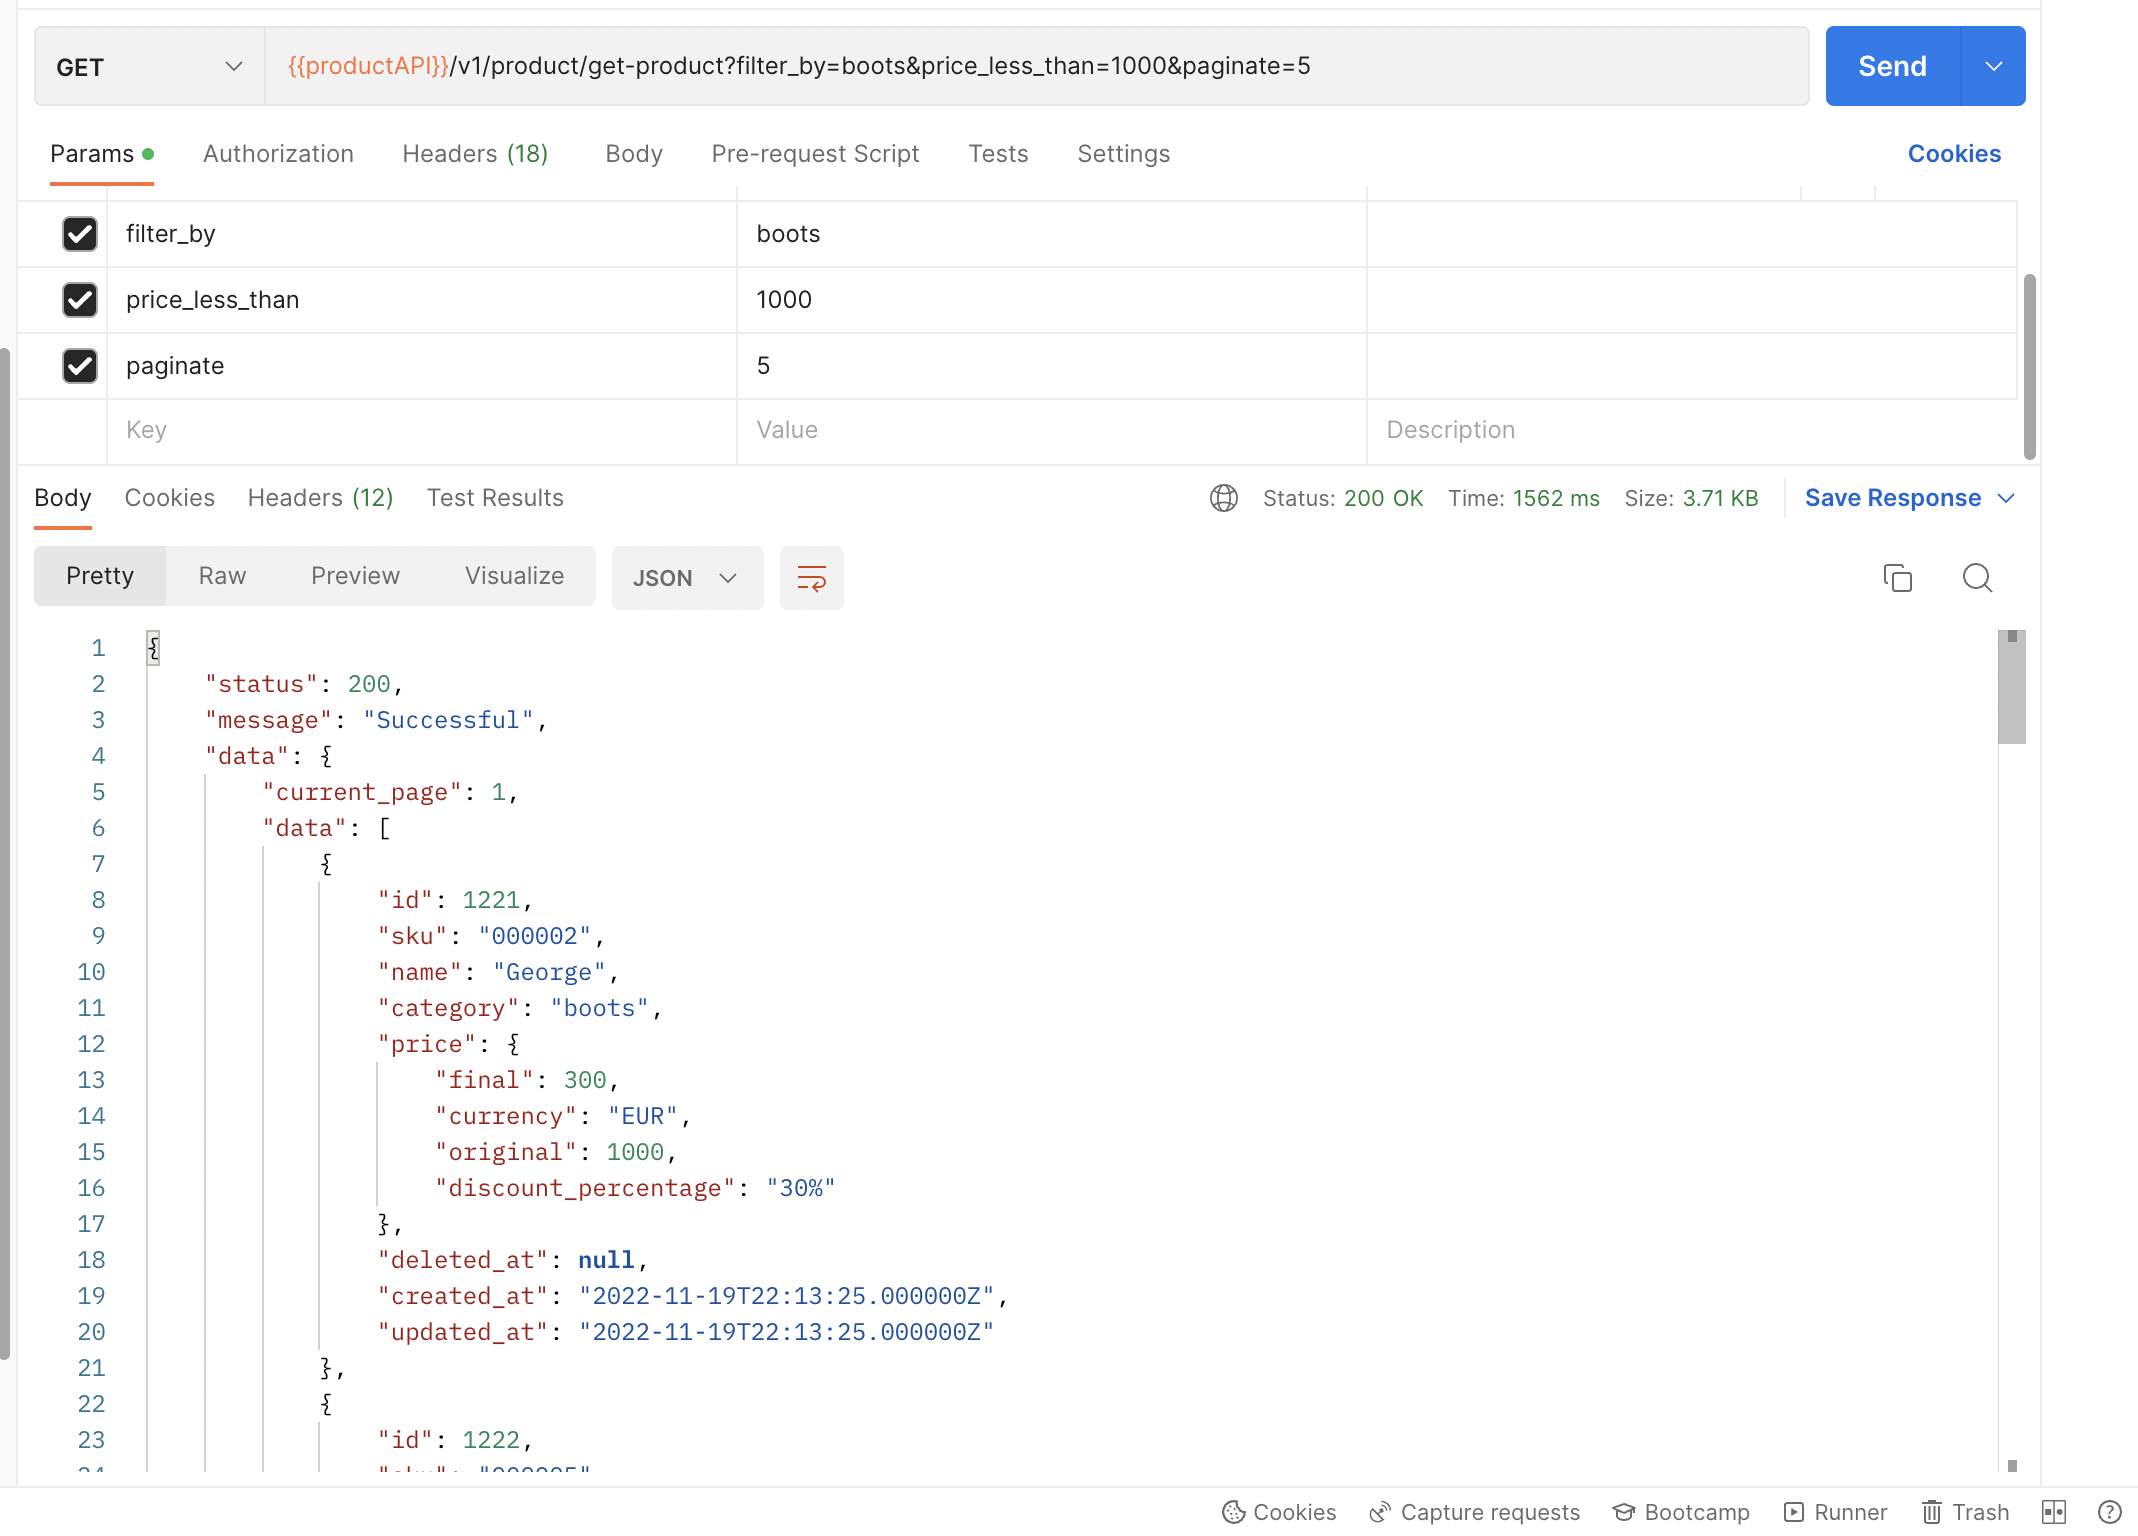 GET
{{productAPI}}/v1/product/get-product?filter_by=boots&price_less_than=1000&paginate=5
Send
Params Authorization Headers (18) Body Pre-request Script Tests Settings Cookies
filter_by boots
price_less_than 1000
paginate 5
Key Value Description
Body Cookies Headers (12) Test Results Status: 200 OK Time: 1562 ms Size: 3.71 KB Save Response
Pretty Raw Preview Visualize JSON
1 {
2 "status": 200,
3 "message": "Successful",
4 "data": {
5 "current_page": 1,
6 "data": [
7 {
8 "id": 1221,
9 "sku": "000002",
10 "name": "George",
11 "category": "boots",
12 "price": {
13 "final": 300,
14 "currency": "EUR",
15 "original": 1000,
16 "discount_percentage": "30%"
17 },
18 "deleted_at": null,
19 "created_at": "2022-11-19T22:13:25.000000Z",
20 "updated_at": "2022-11-19T22:13:25.000000Z"
21 },
22 {
23 "id": 1222,
Cookies Capture requests Bootcamp Runner Trash